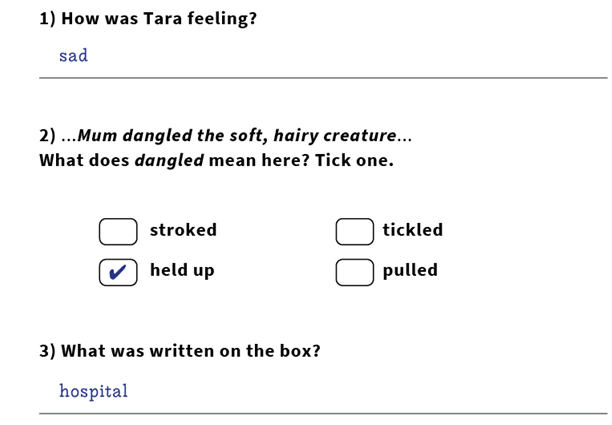 1) How was Tara feeling?
sad
2) ...Mum dangled the soft, hairy creature...
What does dangled mean here? Tick one.
stroked
tickled
✔ held up
pulled
3) What was written on the box?
hospital